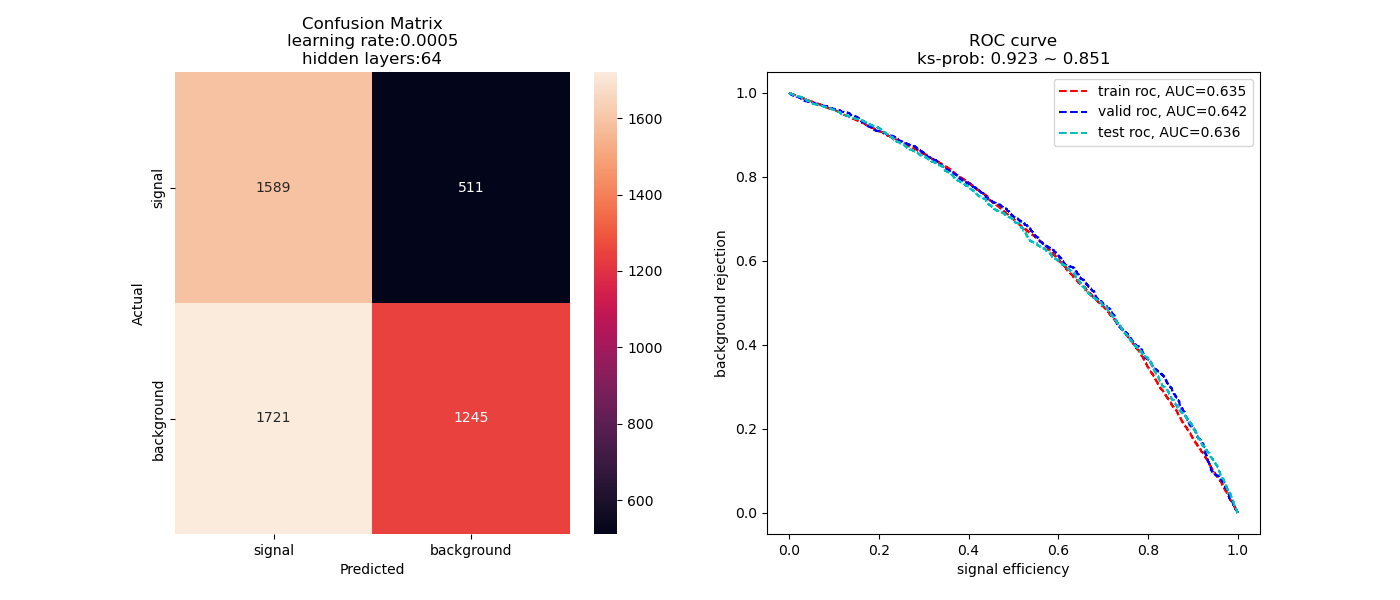 Confusion Matrix
learning rate:0.0005
hidden layers:64
signal
background
Actual
1589
511
1721
1245
signal
background
Predicted
1600
1400
1200
1000
800
600
ROC curve
ks-prob: 0.923 ~ 0.851
train roc, AUC=0.635
valid roc, AUC=0.642
test roc, AUC=0.636
background rejection
1.0
0.8
0.6
0.4
0.2
0.0
0.0 0.2 0.4 0.6 0.8 1.0
signal efficiency